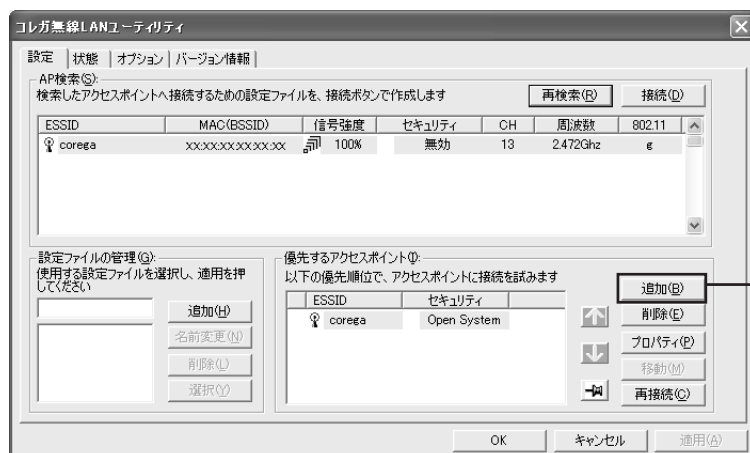 コレガ無線LANユーティリティ
設定 状態 オプション バージョン情報
AP検索(S):
検索したアクセスポイントへ接続するための設定ファイルを、接続ボタンで作成します
再検索(R) 接続(O)
ESSID MAC(BSSID) 信号強度 セキュリティ CH 周波数 802.11
corega xx:xx:xx:xx:xx:xx 100% 無効 13 2.472Ghz g
設定ファイルの管理(G):
使用する設定ファイルを選択し、適用を押
してください
追加(H)
名前変更(N)
削除(L)
選択(Y)
優先するアクセスポイント(I):
以下の優先順位で、アクセスポイントに接続を試みます
ESSID セキュリティ
corega Open System
追加(B)
削除(E)
プロパティ(P)
移動(M)
再接続(C)
OK キャンセル 適用(A)